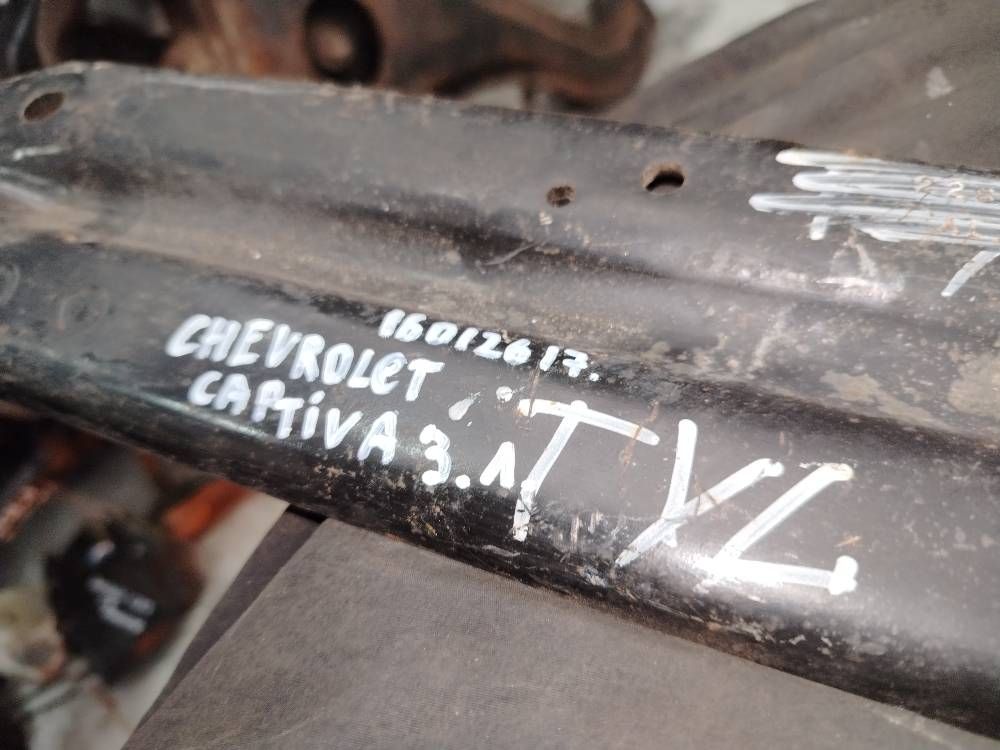 16012617.
CHEVROLET
CAPTIVA 3.1
TYL